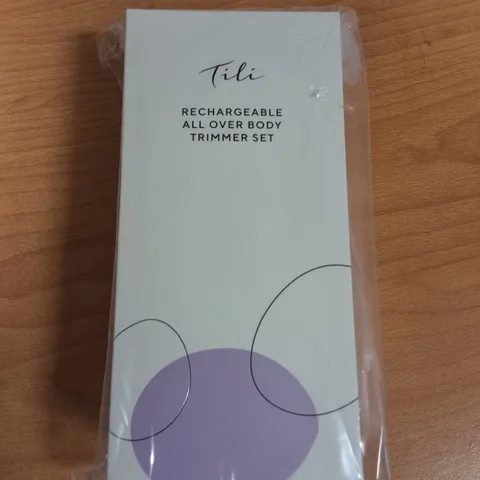 Tili
RECHARGEABLE
ALL OVER BODY
TRIMMER SET